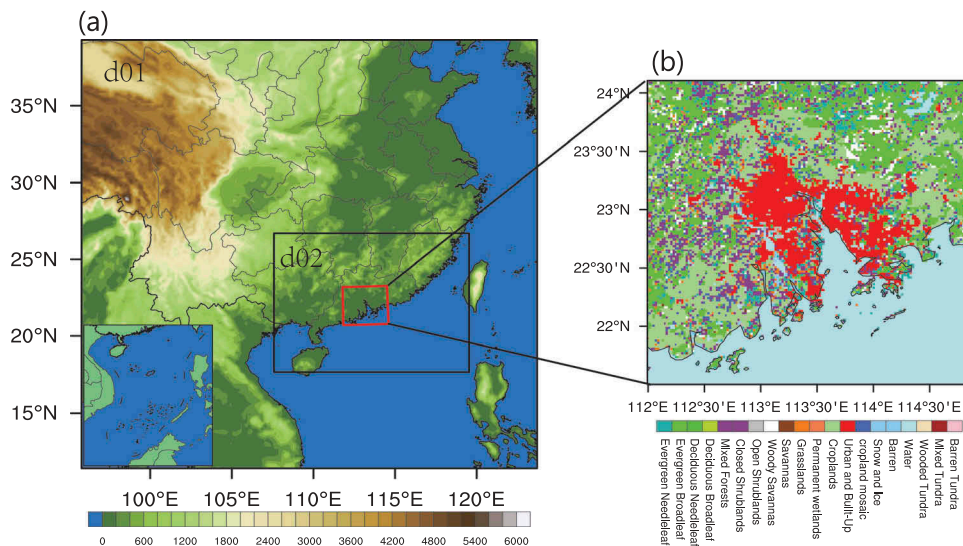 (a)
d01
d02
35°N
30°N
25°N
20°N
15°N
100°E 105°E 110°E 115°E 120°E
0 600 1200 1800 2400 3000 3600 4200 4800 5400 6000
(b)
24°N
23°30'N
23°N
22°30'N
22°N
112°E 112°30'E 113°E 113°30'E 114°E 114°30'E
Evergreen Needleleaf
Evergreen Broadleaf
Deciduous Needleleaf
Deciduous Broadleaf
MIxed Forests
Closed Shrublands
Open Shrublands
Woody Savannas
Savannas
Grasslands
Permanent wetlands
Croplands
Urban and Built-Up
cropland mosaic
Snow and Ice
Barren
Water
Wooded Tundra
MIxed Tundra
Barren Tundra